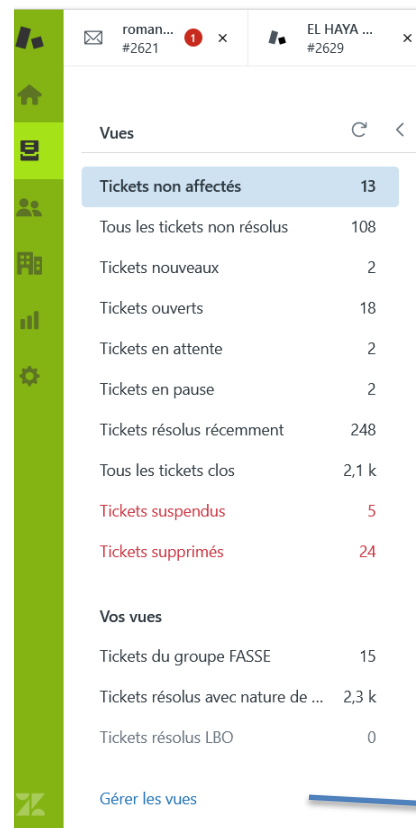 roman... 1 ×
#2621
EL HAYA ... ×
#2629
Vues
Tickets non affectés 13
Tous les tickets non résolus 108
Tickets nouveaux 2
Tickets ouverts 18
Tickets en attente 2
Tickets en pause 2
Tickets résolus récemment 248
Tous les tickets clos 2,1 k
Tickets suspendus 5
Tickets supprimés 24
Vos vues
Tickets du groupe FASSE 15
Tickets résolus avec nature de ... 2,3 k
Tickets résolus LBO 0
Gérer les vues